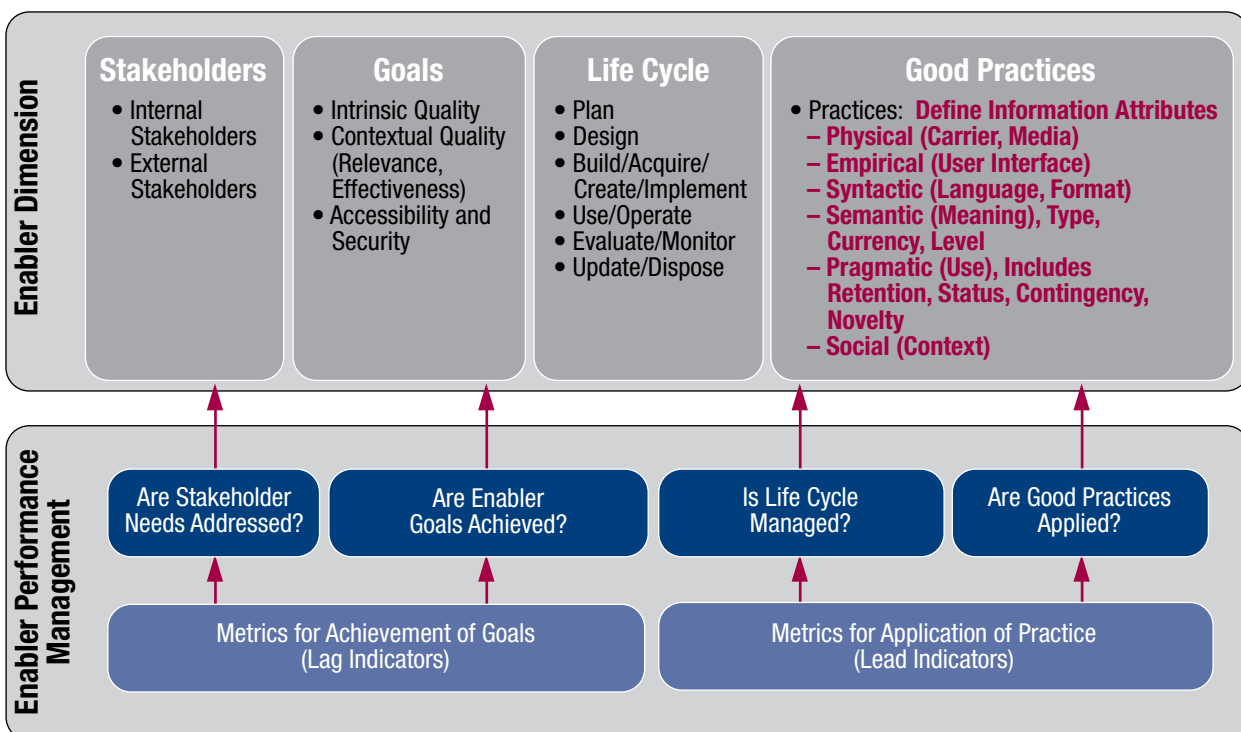 Enabler Dimension
Stakeholders
• Internal
Stakeholders
• External
Stakeholders
Goals
• Intrinsic Quality
• Contextual Quality
(Relevance,
Effectiveness)
• Accessibility and
Security
Life Cycle
• Plan
• Design
• Build/Acquire/
Create/Implement
• Use/Operate
• Evaluate/Monitor
• Update/Dispose
Good Practices
• Practices: Define Information Attributes
– Physical (Carrier, Media)
– Empirical (User Interface)
– Syntactic (Language, Format)
– Semantic (Meaning), Type,
Currency, Level
– Pragmatic (Use), Includes
Retention, Status, Contingency,
Novelty
– Social (Context)
Enabler Performance
Management
Are Stakeholder
Needs Addressed?
Are Enabler
Goals Achieved?
Is Life Cycle
Managed?
Are Good Practices
Applied?
Metrics for Achievement of Goals
(Lag Indicators)
Metrics for Application of Practice
(Lead Indicators)